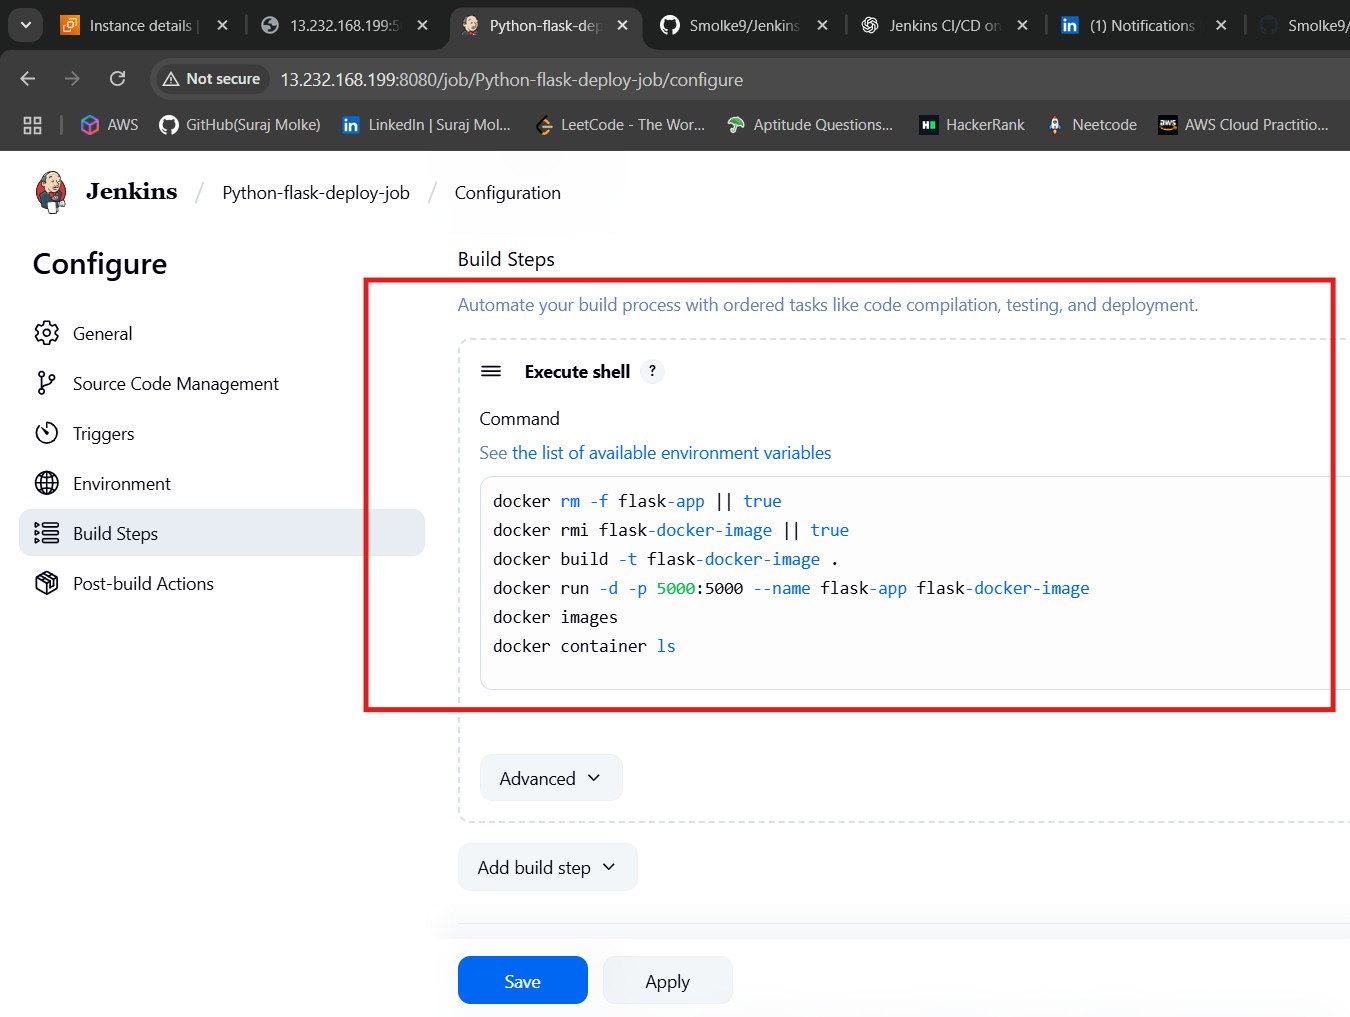 Instance details
13.232.168.199:5
Python-flask-dep
Smolke9/Jenkins
Jenkins CI/CD on
(1) Notifications
Smolke9/
Not secure
13.232.168.199:8080/job/Python-flask-deploy-job/configure
AWS
GitHub(Suraj Molke)
LinkedIn | Suraj Mol...
LeetCode - The Wor...
Aptitude Questions...
HackerRank
Neetcode
AWS Cloud Practitio...
Jenkins / Python-flask-deploy-job / Configuration
Configure
General
Source Code Management
Triggers
Environment
Build Steps
Post-build Actions
Build Steps
Automate your build process with ordered tasks like code compilation, testing, and deployment.
Execute shell ?
Command
See the list of available environment variables
docker rm -f flask-app || true
docker rmi flask-docker-image || true
docker build -t flask-docker-image .
docker run -d -p 5000:5000 --name flask-app flask-docker-image
docker images
docker container ls
Advanced
Add build step
Save
Apply